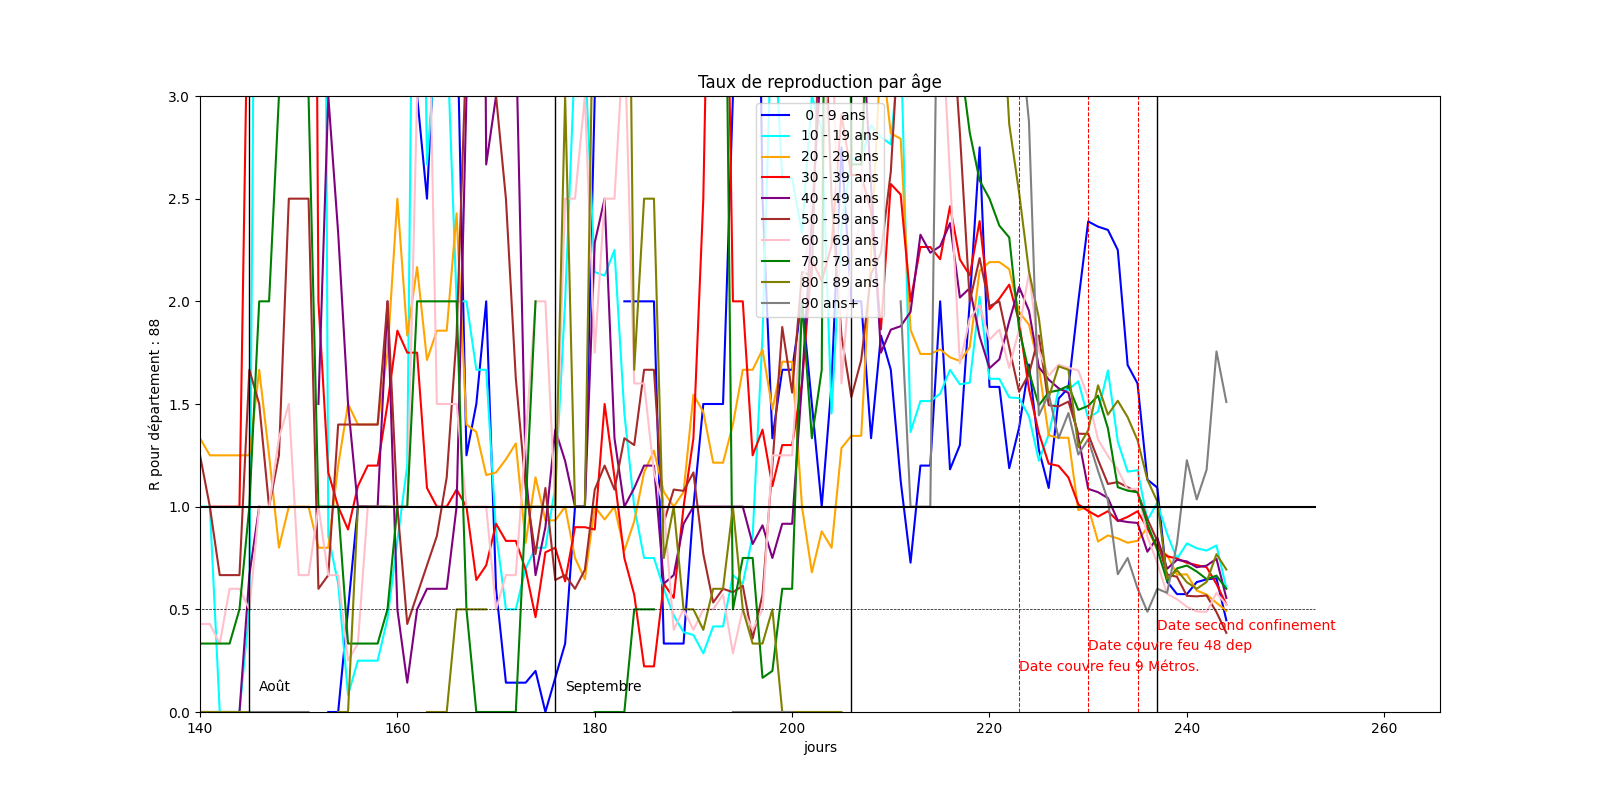 Taux de reproduction par âge
R pour département : 88
3.0
2.5
2.0
1.5
1.0
0.5
0.0
0 - 9 ans
10 - 19 ans
20 - 29 ans
30 - 39 ans
40 - 49 ans
50 - 59 ans
60 - 69 ans
70 - 79 ans
80 - 89 ans
90 ans+
Date second confinement
Date couvre feu 48 dep
Date couvre feu 9 Métros.
Août
Septembre
140 160 180 200 220 240 260
jours